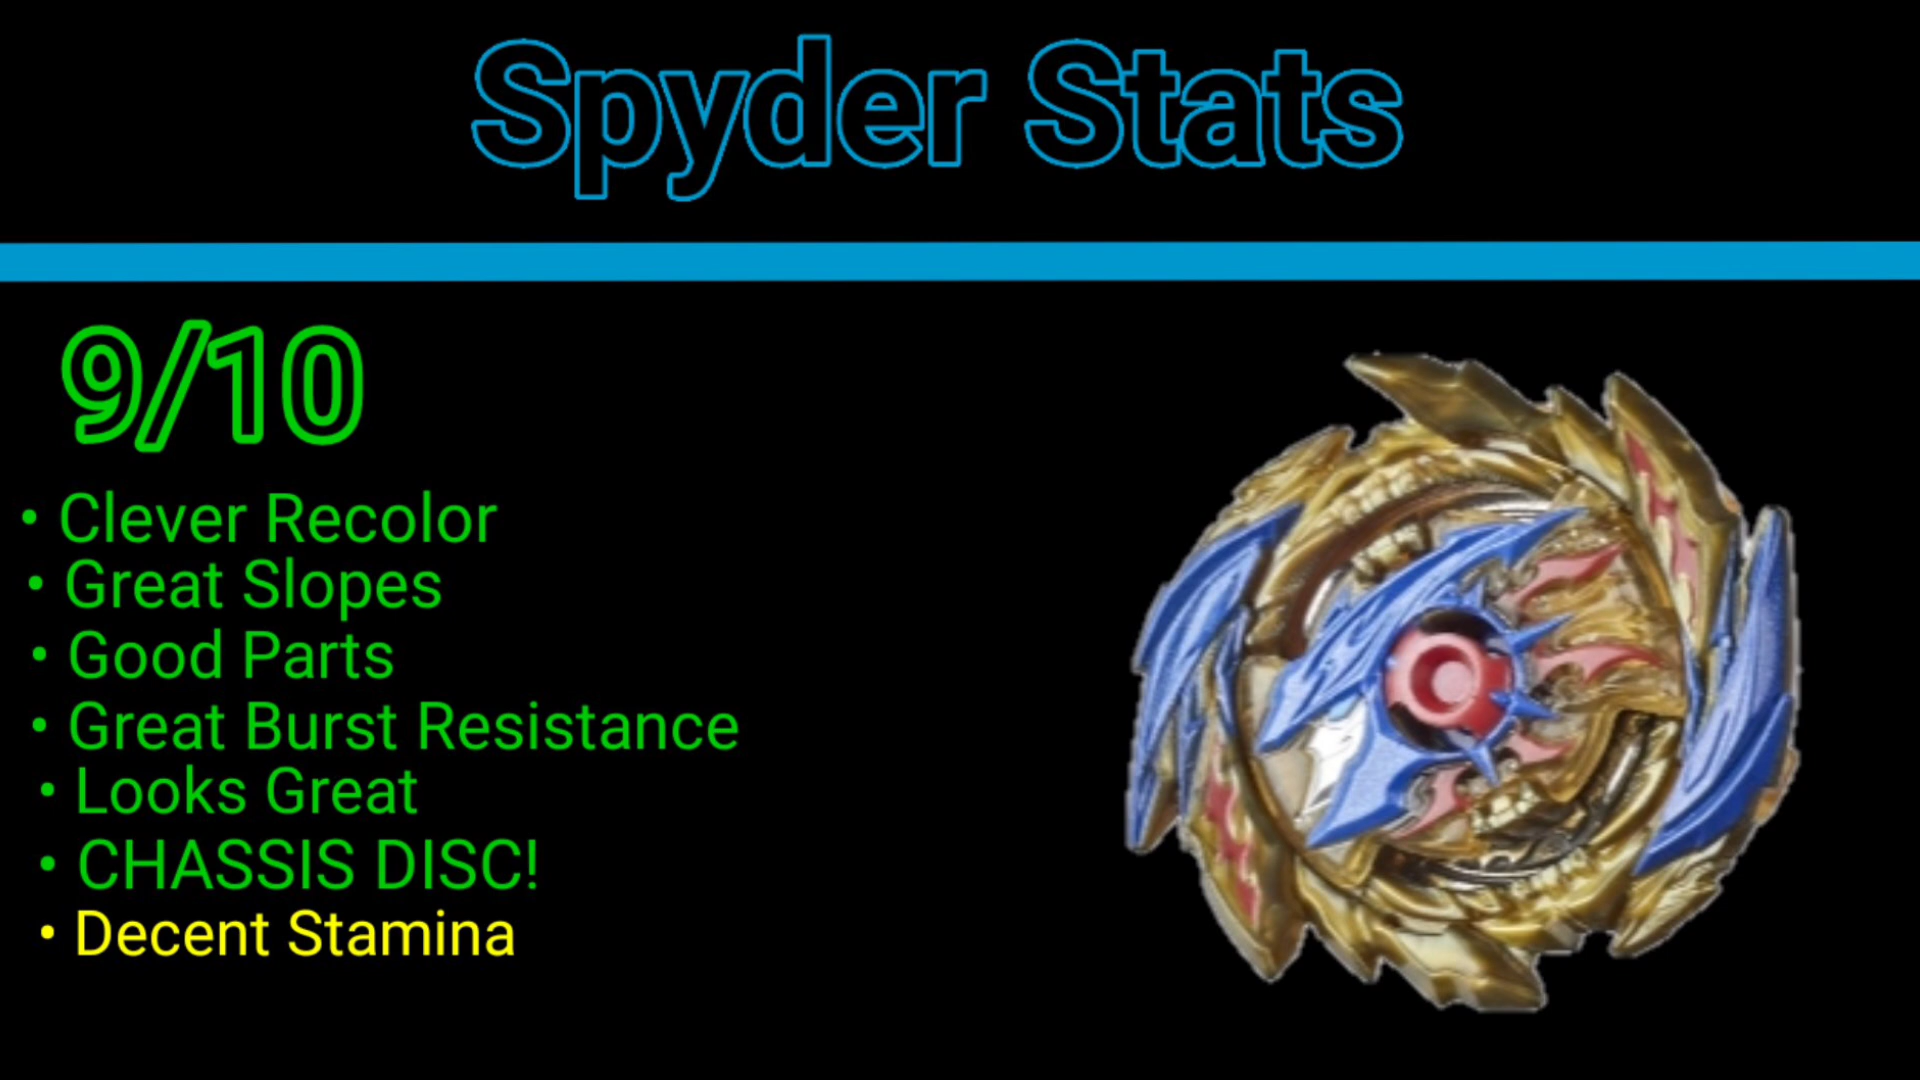 Spyder Stats
9/10
• Clever Recolor
• Great Slopes
• Good Parts
• Great Burst Resistance
• Looks Great
• CHASSIS DISC!
• Decent Stamina